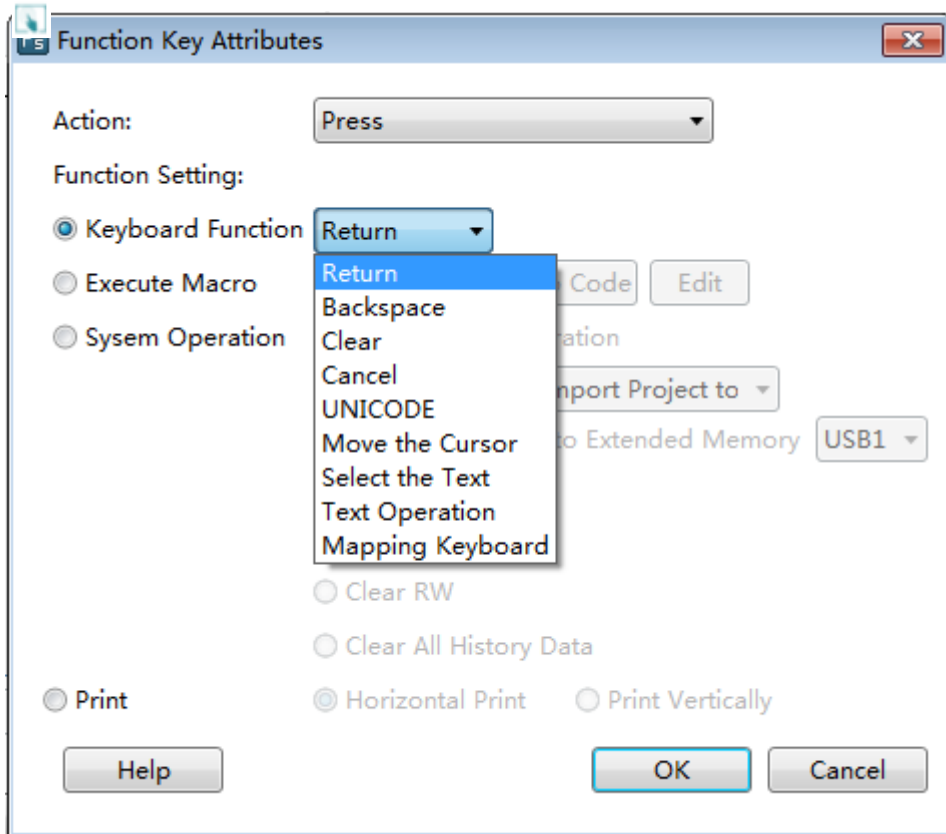 Function Key Attributes
Action: Press
Function Setting:
Keyboard Function Return
Return
Execute Macro Code Edit
Backspace
Sysem Operation Clear ation
Cancel
nport Project to
UNICODE
Move the Cursor to Extended Memory USB1
Select the Text
Text Operation
Mapping Keyboard
Clear RW
Clear All History Data
Print Horizontal Print Print Vertically
Help OK Cancel